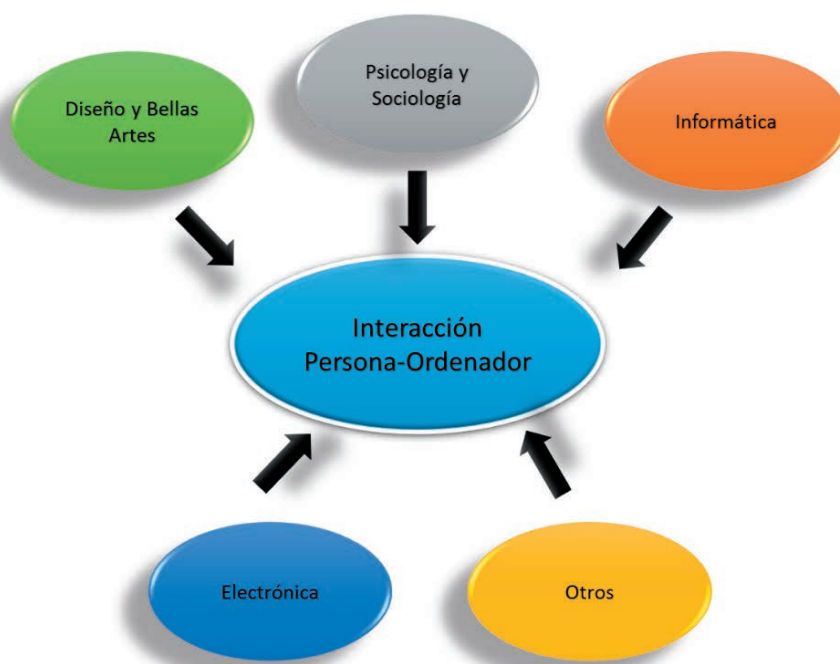 Psicología y
Sociología
Diseño y Bellas
Artes
Informática
Interacción
Persona-Ordenador
Electrónica
Otros